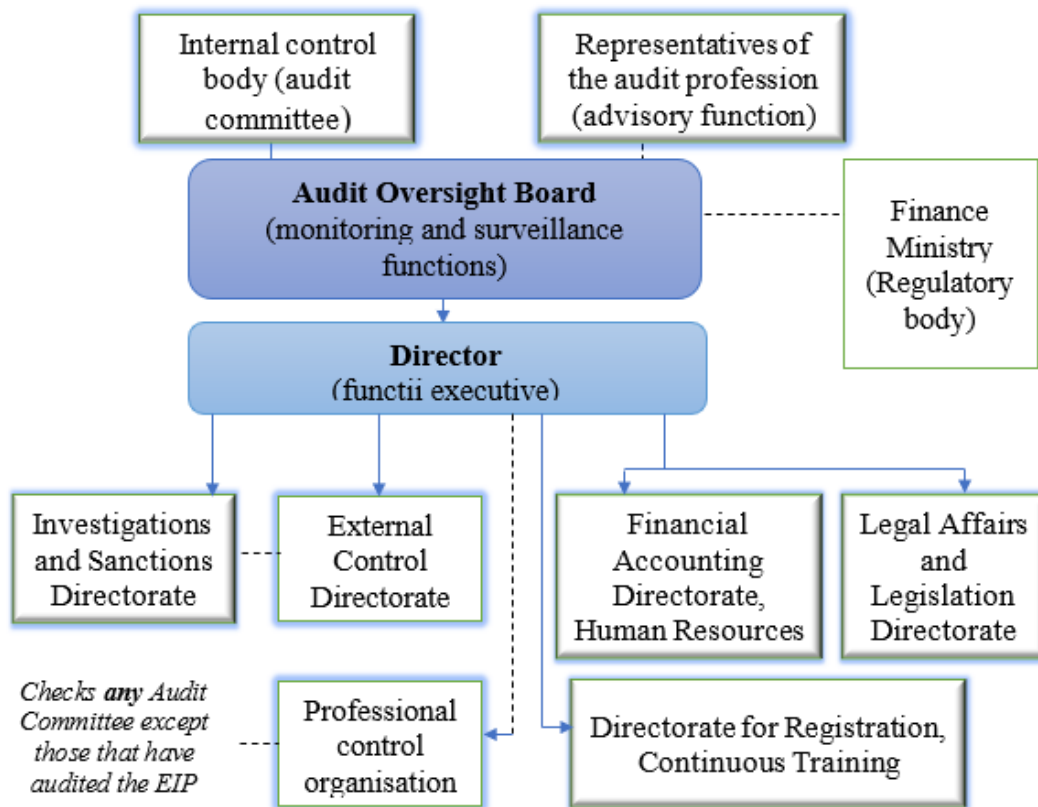 Internal control
body (audit
committee)
Representatives of
the audit profession
(advisory function)
Audit Oversight Board
(monitoring and surveillance
functions)
Finance
Ministry
(Regulatory
body)
Director
(functii executive)
Investigations
and Sanctions
Directorate
External
Control
Directorate
Financial
Accounting
Directorate,
Human Resources
Legal Affairs
and
Legislation
Directorate
Checks any Audit
Committee except
those that have
audited the EIP
Professional
control
organisation
Directorate for Registration,
Continuous Training